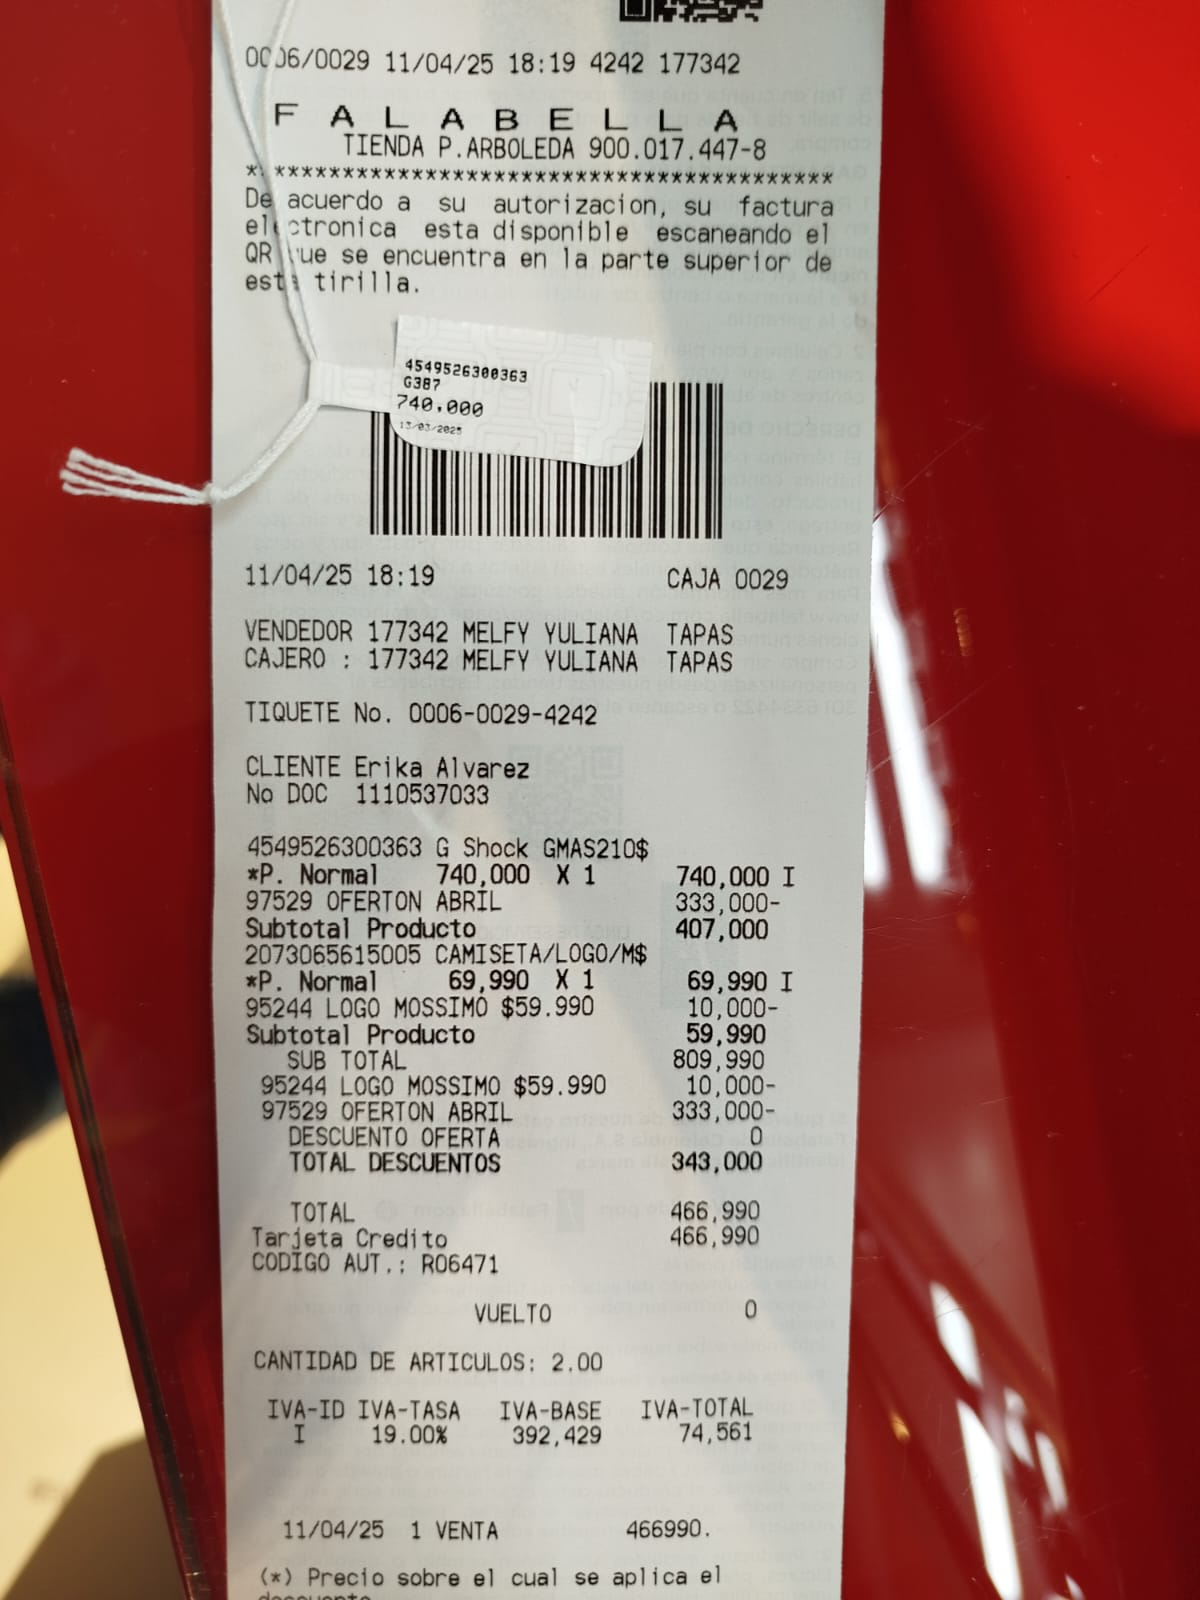 0006/0029 11/04/25 18:19 4242 177342
F A L A B E L L A
TIENDA P.ARBOLEDA 900.017.447-8
*******************************************
De acuerdo a su autorizacion, su factura
electronica esta disponible escaneando el
QR que se encuentra en la parte superior de
esta tirilla.
4549526300363
G387
740,000
13/03/2025
11/04/25 18:19 CAJA 0029
VENDEDOR 177342 MELFY YULIANA TAPAS
CAJERO : 177342 MELFY YULIANA TAPAS
TIQUETE No. 0006-0029-4242
CLIENTE Erika Alvarez
No DOC 1110537033
4549526300363 G Shock GMAS210$
*P. Normal 740,000 X 1 740,000 I
97529 OFERTON ABRIL 333,000-
Subtotal Producto 407,000
2073065615005 CAMISETA/LOGO/M$
*P. Normal 69,990 X 1 69,990 I
95244 LOGO MOSSIMO $59.990 10,000-
Subtotal Producto 59,990
SUB TOTAL 809,990
95244 LOGO MOSSIMO $59.990 10,000-
97529 OFERTON ABRIL 333,000-
DESCUENTO OFERTA 0
TOTAL DESCUENTOS 343,000
TOTAL 466,990
Tarjeta Credito 466,990
CODIGO AUT.: R06471
VUELTO 0
CANTIDAD DE ARTICULOS: 2.00
IVA-ID IVA-TASA IVA-BASE IVA-TOTAL
I 19.00% 392,429 74,561
11/04/25 1 VENTA 466990.
(*) Precio sobre el cual se aplica el